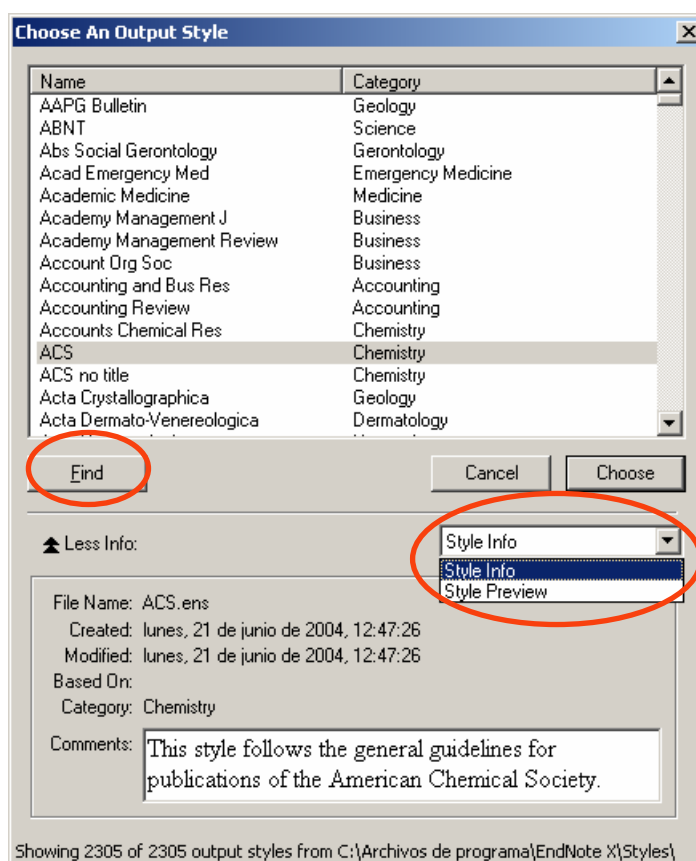 Choose An Output Style
Name Category
AAPG Bulletin Geology
ABNT Science
Abs Social Gerontology Gerontology
Acad Emergency Med Emergency Medicine
Academic Medicine Medicine
Academy Management J Business
Academy Management Review Business
Account Org Soc Business
Accounting and Bus Res Accounting
Accounting Review Accounting
Accounts Chemical Res Chemistry
ACS Chemistry
ACS no title Chemistry
Acta Crystallographica Geology
Acta Dermato-Venereologica Dermatology
Find Cancel Choose
Less Info: Style Info
Style Info
Style Preview
File Name: ACS.ens
Created: lunes, 21 de junio de 2004, 12:47:26
Modified: lunes, 21 de junio de 2004, 12:47:26
Based On:
Category: Chemistry
Comments: This style follows the general guidelines for
publications of the American Chemical Society.
Showing 2305 of 2305 output styles from C:\Archivos de programa\EndNote X\Styles\